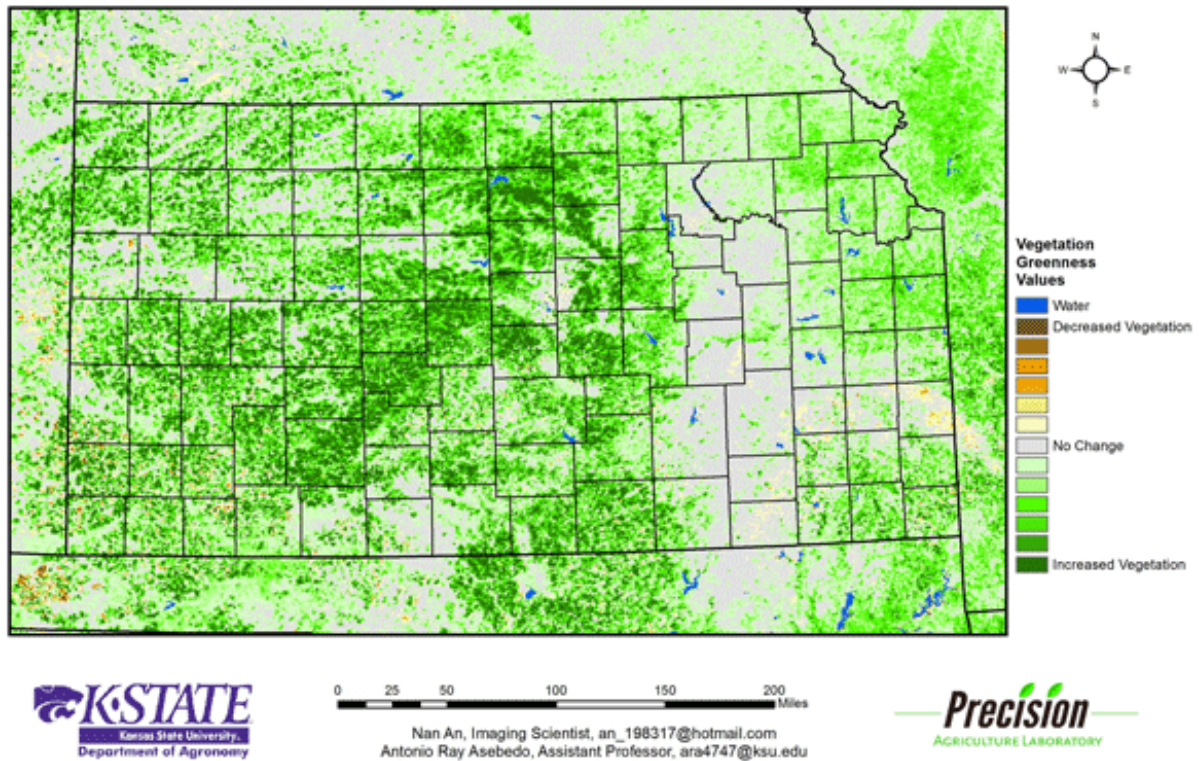 N
W E
S
Vegetation
Greenness
Values
Water
Decreased Vegetation
No Change
Increased Vegetation
K-STATE
Kansas State University.
Department of Agronomy
0 25 50 100 150 200
Miles
Nan An, Imaging Scientist, an_198317@hotmail.com
Antonio Ray Asebedo, Assistant Professor, ara4747@ksu.edu
Precision
AGRICULTURE LABORATORY